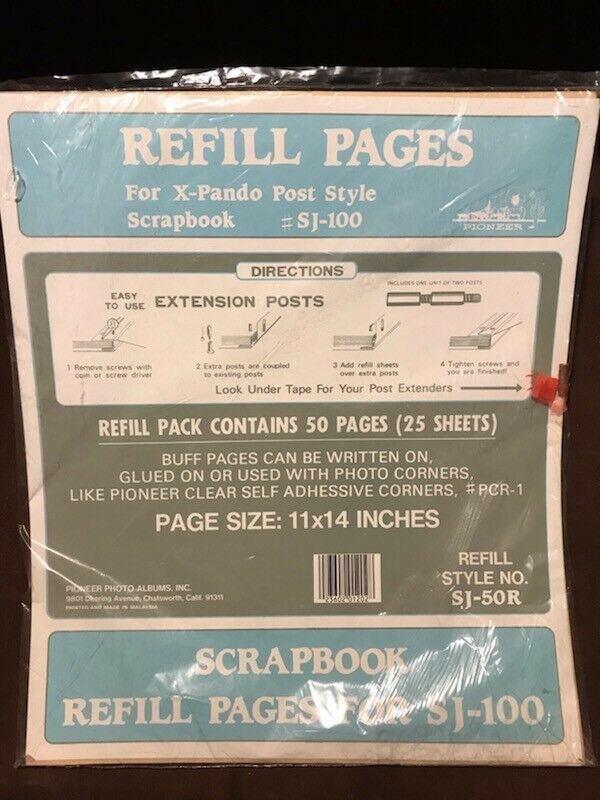 REFILL PAGES
For X-Pando Post Style
Scrapbook #SJ-100
PIONEER
DIRECTIONS
EASY
TO USE EXTENSION POSTS
INCLUDES ONE UNIT OF TWO POSTS
1 Remove screws with
coin or screw driver
2 Extra posts are coupled
to existing posts
3 Add refill sheets
over extra posts
4 Tighten screws and
you are finished!
Look Under Tape For Your Post Extenders
REFILL PACK CONTAINS 50 PAGES (25 SHEETS)
BUFF PAGES CAN BE WRITTEN ON,
GLUED ON OR USED WITH PHOTO CORNERS,
LIKE PIONEER CLEAR SELF ADHESSIVE CORNERS, #PCR-1
PAGE SIZE: 11x14 INCHES
PIONEER PHOTO ALBUMS, INC.
9801 Deering Avenue, Chatsworth, Calif. 91311
PRINTED AND MADE IN MALAYSIA
23602 01202
REFILL
STYLE NO.
SJ-50R
SCRAPBOOK
REFILL PAGES FOR SJ-100